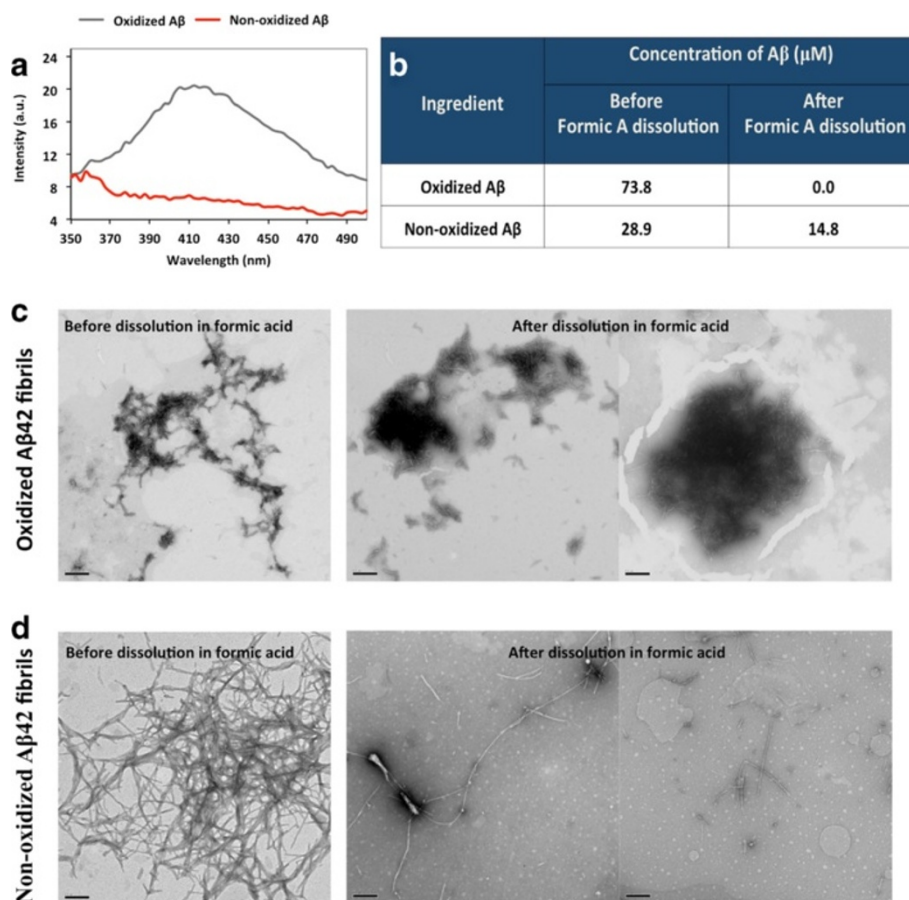 Oxidized Aβ Non-oxidized Aβ
a
Intensity (a.u.)
24
20
16
12
8
4
350 370 390 410 430 450 470 490
Wavelength (nm)
b
Ingredient
Concentration of Aβ (μM)
Before
Formic A dissolution
After
Formic A dissolution
Oxidized Aβ 73.8 0.0
Non-oxidized Aβ 28.9 14.8
c
Oxidized Aβ42 fibrils
Before dissolution in formic acid
After dissolution in formic acid
d
Non-oxidized Aβ42 fibrils
Before dissolution in formic acid
After dissolution in formic acid